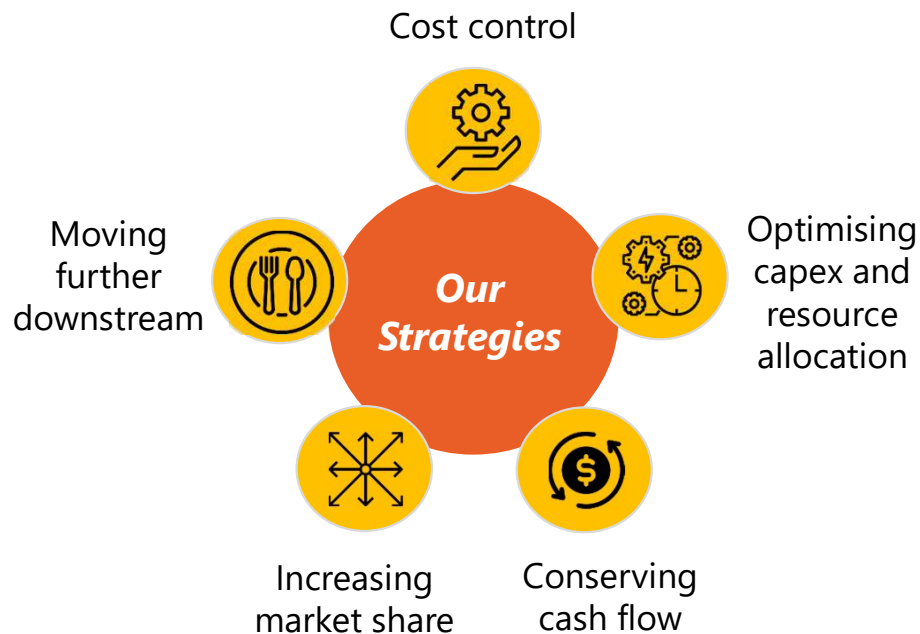 Cost control
Moving
further
downstream
Our
Strategies
Optimising
capex and
resource
allocation
$
Increasing
market share
Conserving
cash flow